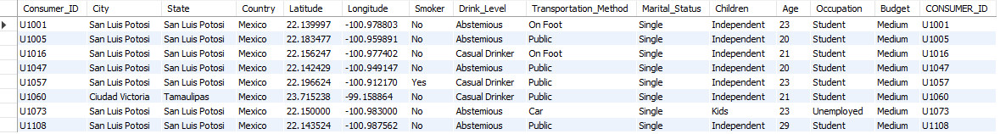 Consumer_ID City State Country Latitude Longitude Smoker Drink_Level Transportation_Method Marital_Status Children Age Occupation Budget CONSUMER_ID
U1001 San Luis Potosi San Luis Potosi Mexico 22.139997 -100.978803 No Abstemious On Foot Single Independent 23 Student Medium U1001
U1005 San Luis Potosi San Luis Potosi Mexico 22.183477 -100.959891 No Abstemious Public Single Independent 20 Student Medium U1005
U1016 San Luis Potosi San Luis Potosi Mexico 22.156247 -100.977402 No Casual Drinker On Foot Single Independent 21 Student Medium U1016
U1047 San Luis Potosi San Luis Potosi Mexico 22.142429 -100.949147 No Abstemious Public Single Independent 20 Student Medium U1047
U1057 San Luis Potosi San Luis Potosi Mexico 22.196624 -100.912170 Yes Casual Drinker Public Single Independent 23 Student Medium U1057
U1060 Ciudad Victoria Tamaulipas Mexico 23.715238 -99.158864 No Casual Drinker Public Single Independent 21 Student Medium U1060
U1073 San Luis Potosi San Luis Potosi Mexico 22.150000 -100.983000 No Abstemious Car Single Kids 23 Unemployed Medium U1073
U1108 San Luis Potosi San Luis Potosi Mexico 22.143524 -100.987562 No Abstemious Public Single Independent 29 Student Medium U1108